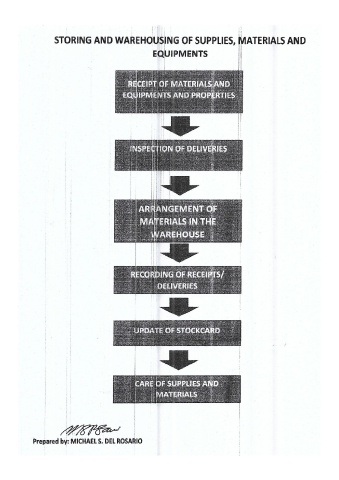 STORING AND WAREHOUSING OF SUPPLIES, MATERIALS AND
EQUIPMENTS
RECEIPT OF MATERIALS AND
EQUIPMENTS AND PROPERTIES
INSPECTION OF DELIVERIES
ARRANGEMENT OF
MATERIALS IN THE
WAREHOUSE
RECORDING OF RECEIPTS/
DELIVERIES
UPDATE OF STOCKCARD
CARE OF SUPPLIES AND
MATERIALS
Prepared by: MICHAEL S. DEL ROSARIO